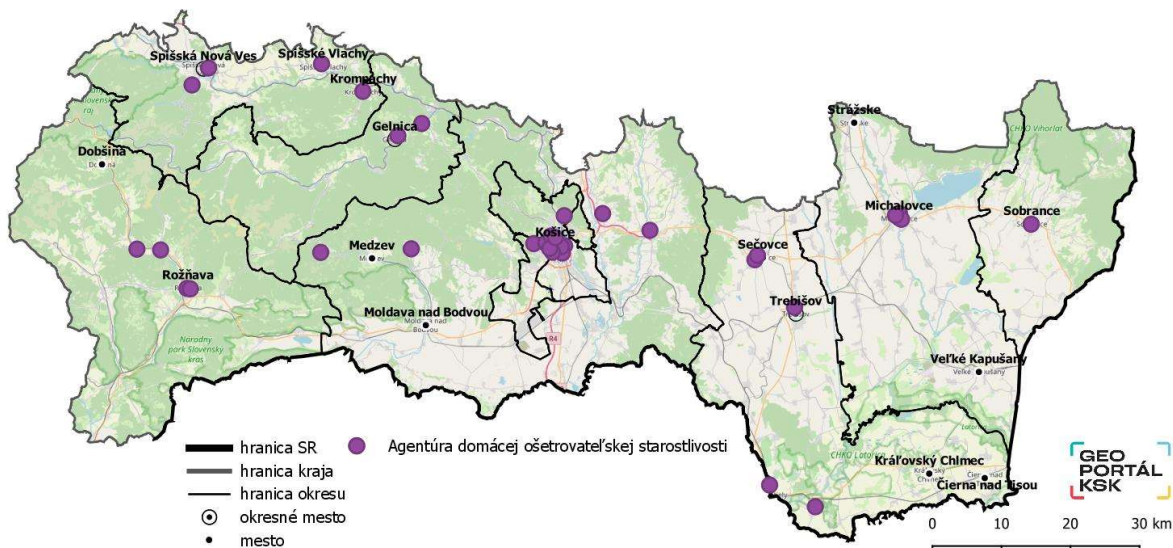 Spišská Nová Ves
Spišské Vlachy
Krompachy
Gelnica
Dobšiná
Strážske
CHKO Vihorlat
Michalovce
Sobrance
Košice
Sečovce
Medzev
Rožňava
Trebišov
Moldava nad Bodvou
R4
Národný
park Slovenský
kras
Veľké Kapušany
CHKO Latorica
Kráľovský Chlmec
Čierna nad Tisou
hranica SR
hranica kraja
hranica okresu
okresné mesto
mesto
Agentúra domácej ošetrovateľskej starostlivosti
GEO
PORTÁL
KSK
0 10 20 30 km